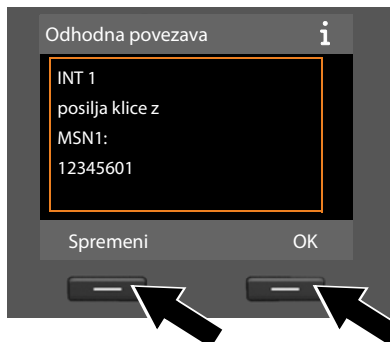 Odhodna povezava i
INT 1
posilja klice z
MSN1:
12345601
Spremeni OK